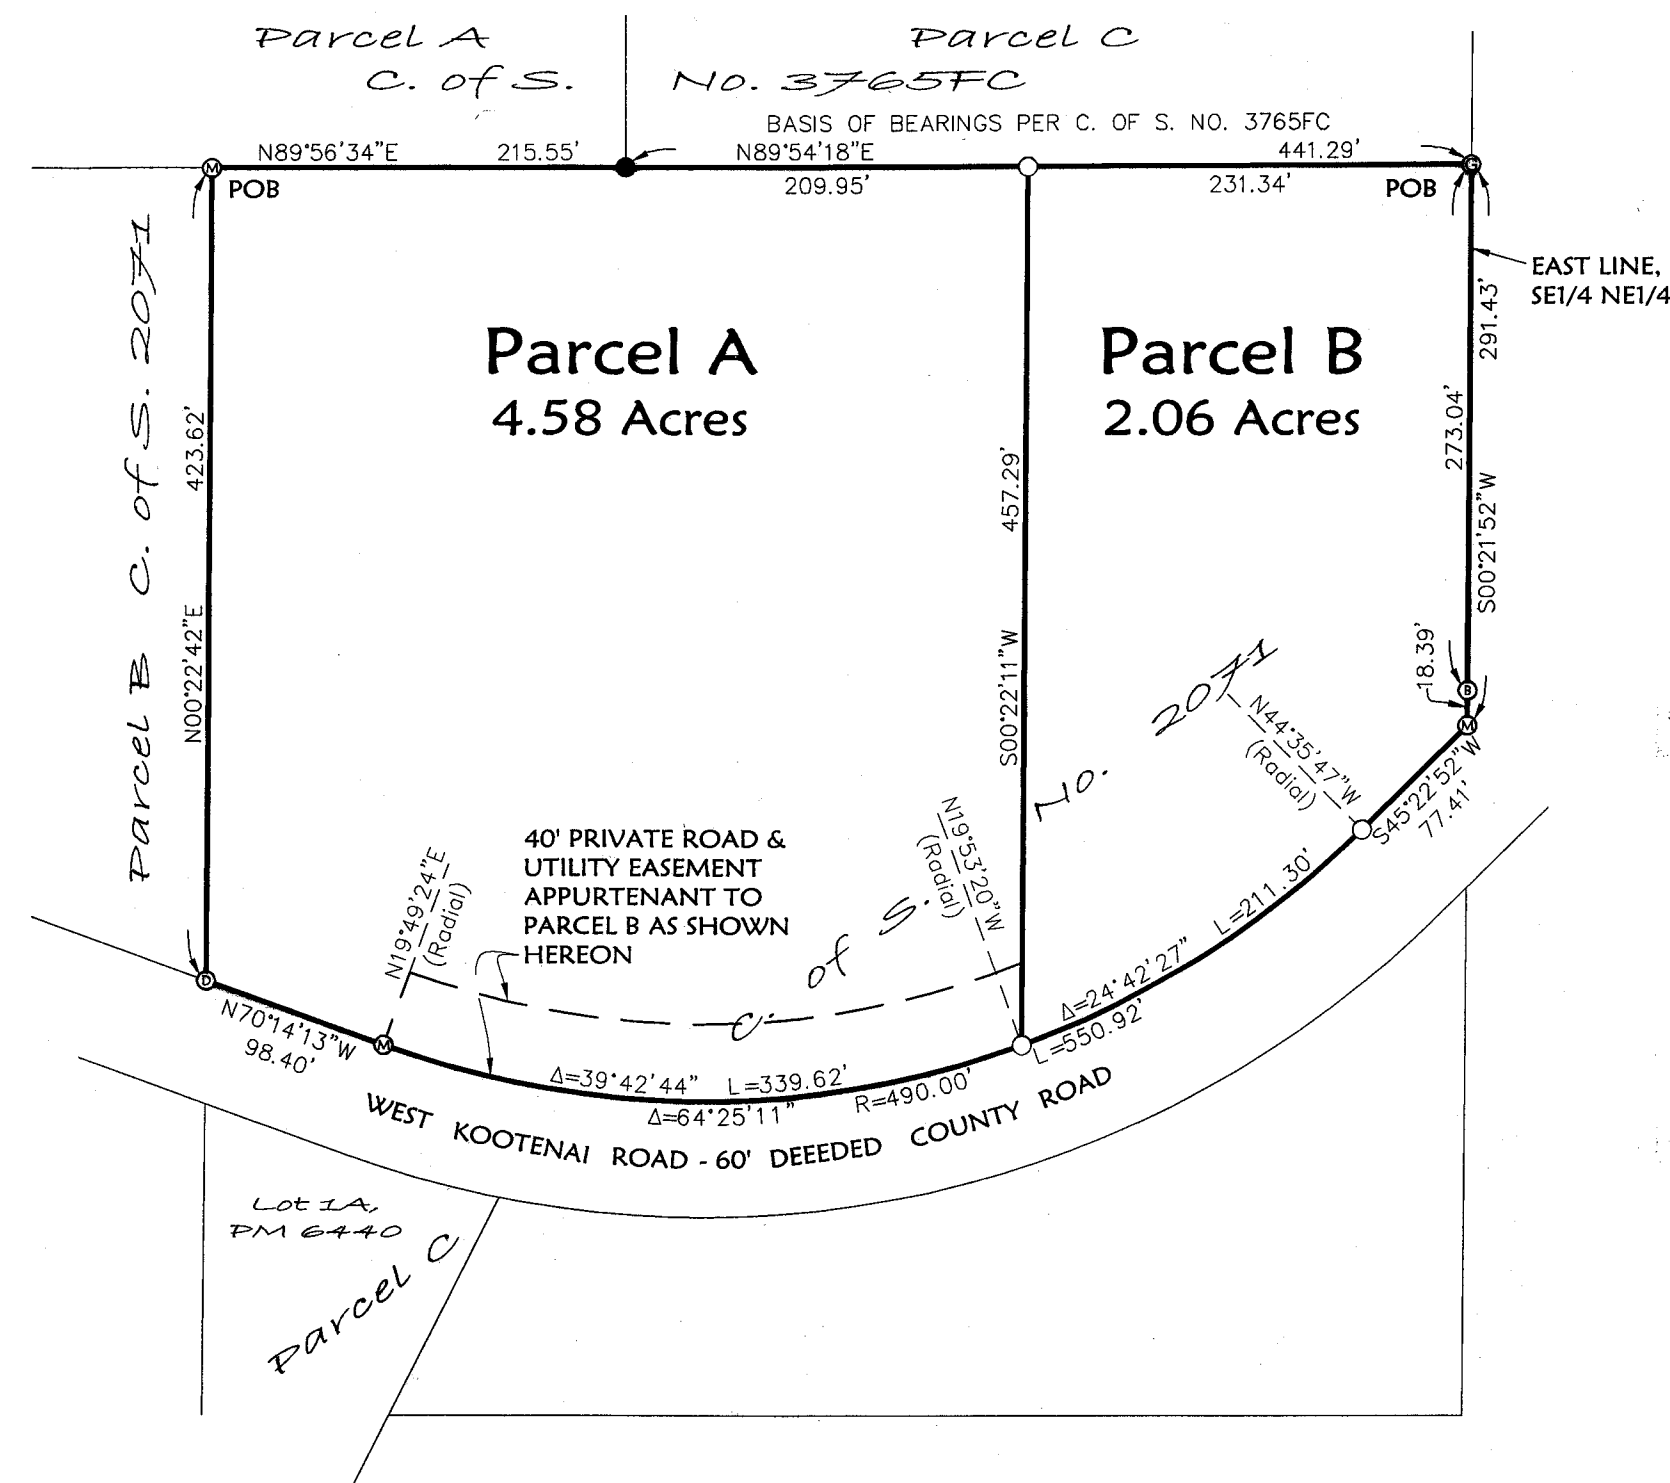 Parcel A
Parcel C
C. of S.
No. 3765FC
BASIS OF BEARINGS PER C. OF S. NO. 3765FC
N89°56'34"E
215.55'
N89°54'18"E
441.29'
M
G
POB
209.95'
231.34'
POB
EAST LINE,
SE1/4 NE1/4
Parcel B C. of S. 2071
423.62'
N00°22'42"E
Parcel A
4.58 Acres
Parcel B
2.06 Acres
457.29'
S00°22'11"W
291.43'
273.04'
S00°21'52"W
18.39'
B
M
C. of S. No. 2071
N44°35'47"W
(Radial)
S45°22'52"W
77.41'
N19°53'20"W
(Radial)
N19°49'24"E
(Radial)
40' PRIVATE ROAD &
UTILITY EASEMENT
APPURTENANT TO
PARCEL B AS SHOWN
HEREON
D
N70°14'13"W
98.40'
M
Δ=24°42'27" L=211.30'
L=550.92'
Δ=39°42'44" L=339.62'
Δ=64°25'11" R=490.00'
WEST KOOTENAI ROAD - 60' DEEEDED COUNTY ROAD
Lot 1A,
PM 6440
Parcel C